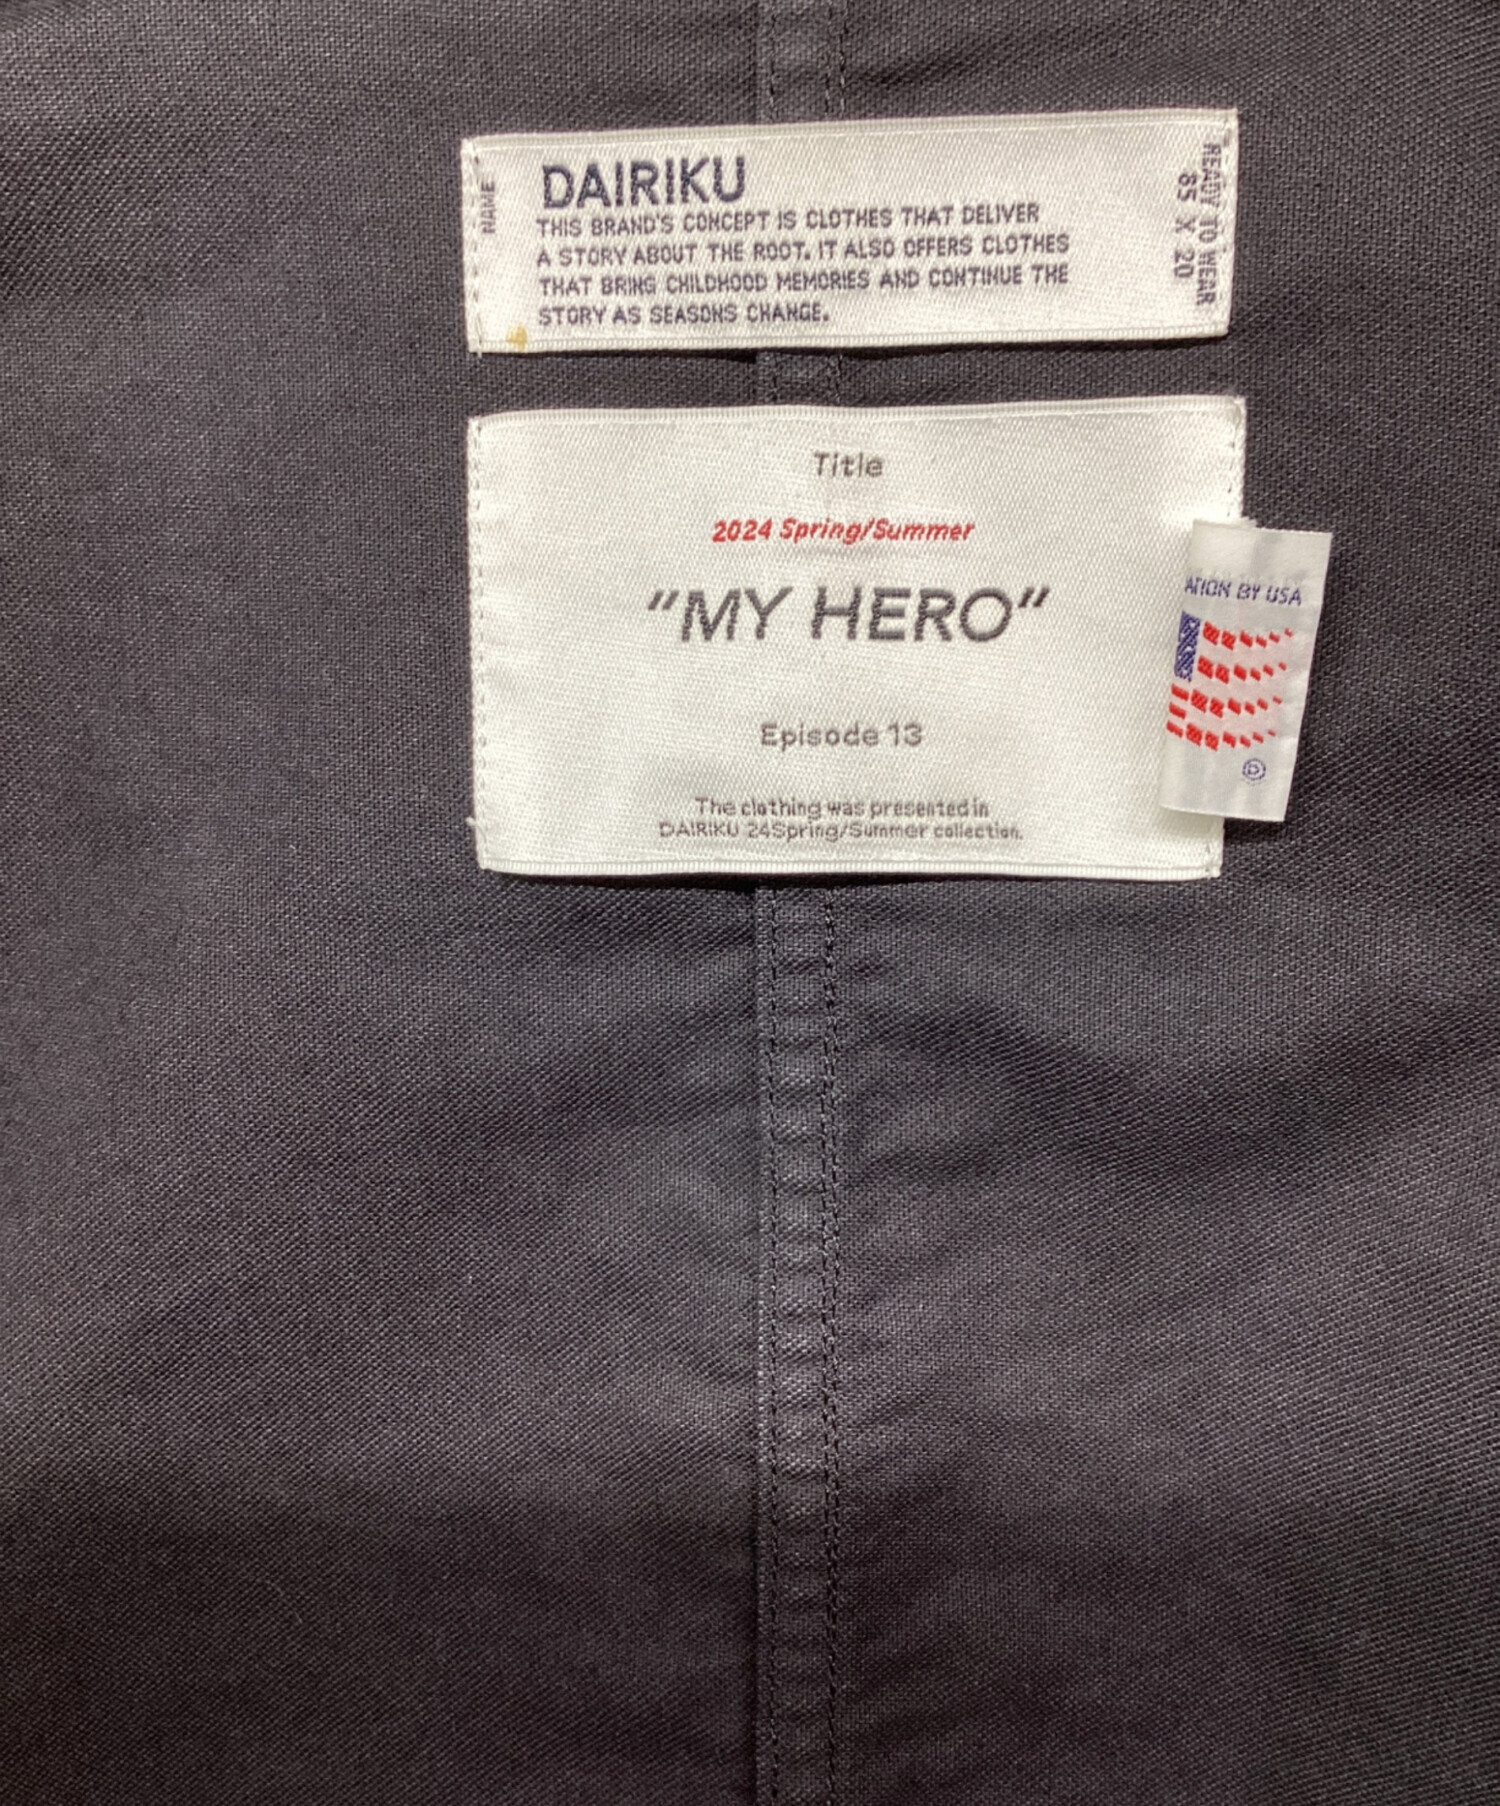 NAME
DAIRIKU
THIS BRAND'S CONCEPT IS CLOTHES THAT DELIVER
A STORY ABOUT THE ROOT. IT ALSO OFFERS CLOTHES
THAT BRING CHILDHOOD MEMORIES AND CONTINUE THE
STORY AS SEASONS CHANGE.
READY TO WEAR
85 X 20
Title
2024 Spring/Summer
"MY HERO"
Episode 13
The clothing was presented in
DAIRIKU 24Spring/Summer collection.
ATION BY USA